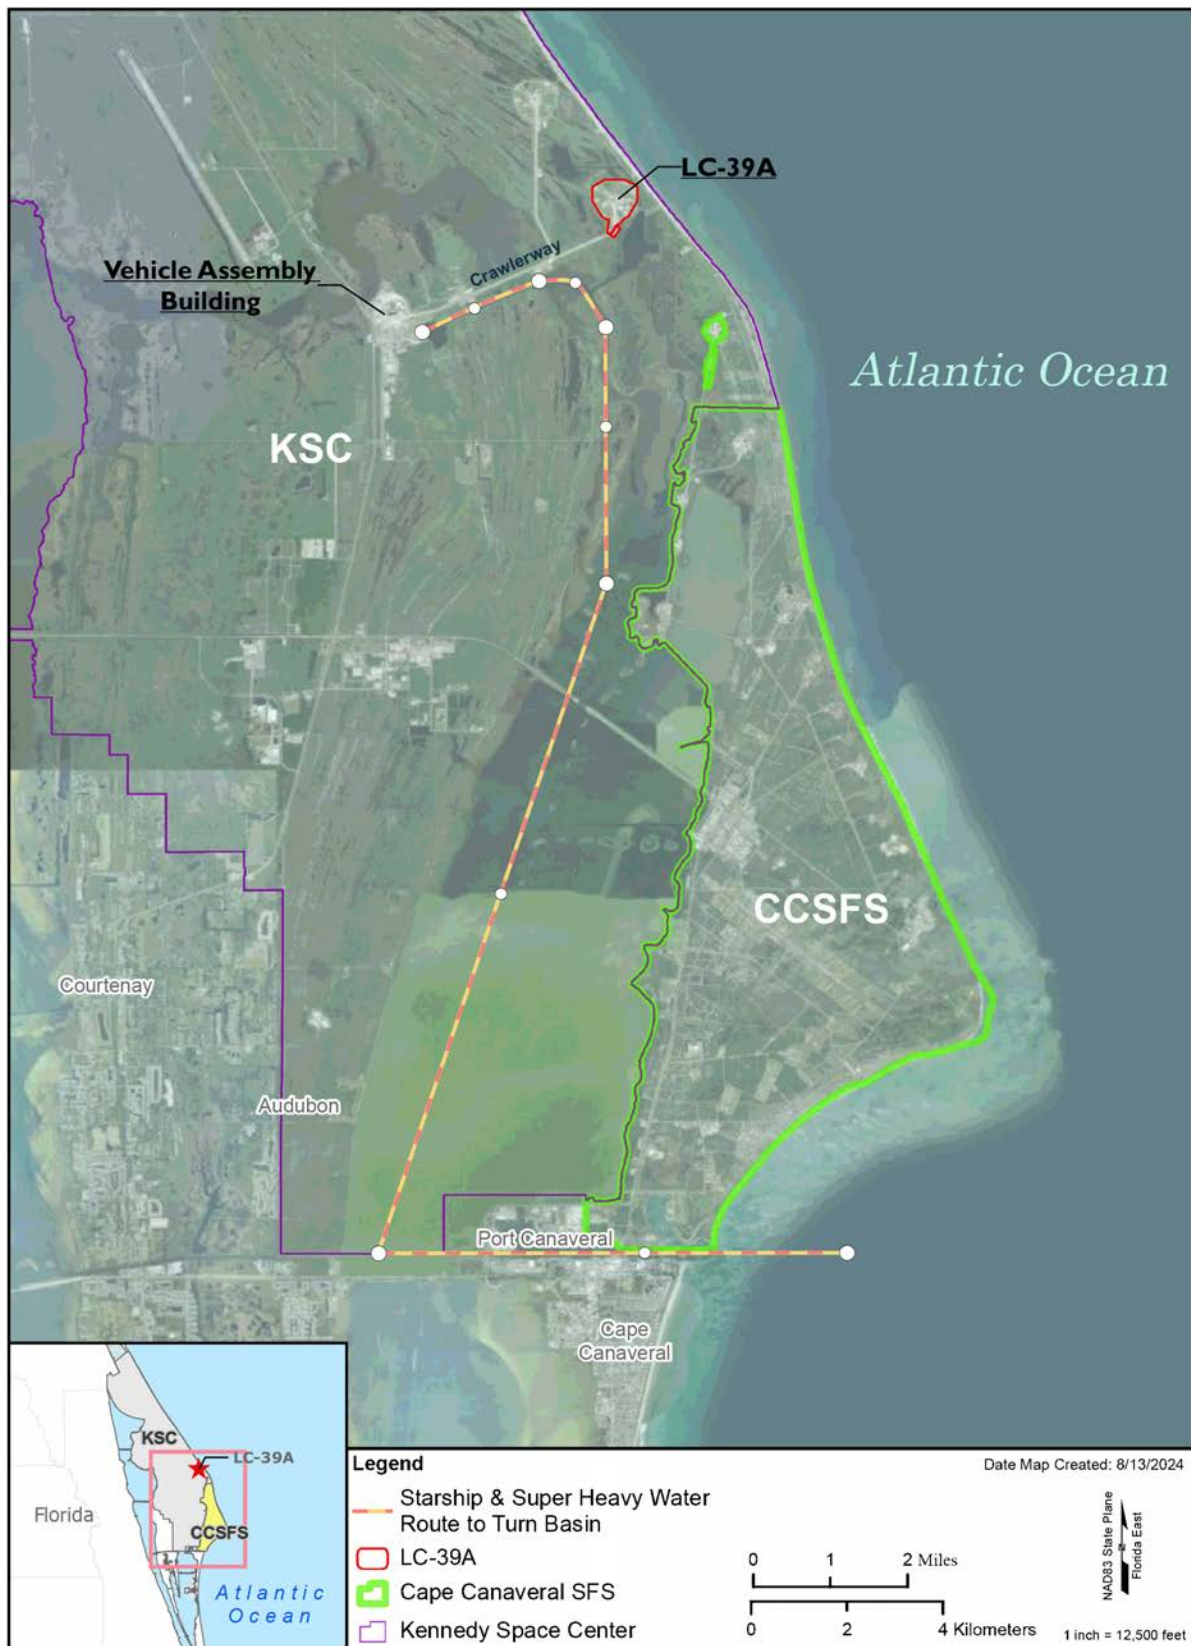 LC-39A
Crawlerway
Vehicle Assembly
Building
Atlantic Ocean
KSC
CCSFS
Courtenay
Audubon
Port Canaveral
Cape
Canaveral
KSC
LC-39A
Florida
CCSFS
Atlantic
Ocean
Legend
Date Map Created: 8/13/2024
Starship & Super Heavy Water
Route to Turn Basin
LC-39A
Cape Canaveral SFS
Kennedy Space Center
0 1 2 Miles
0 2 4 Kilometers
NAD83 State Plane
Florida East
N
1 inch = 12,500 feet